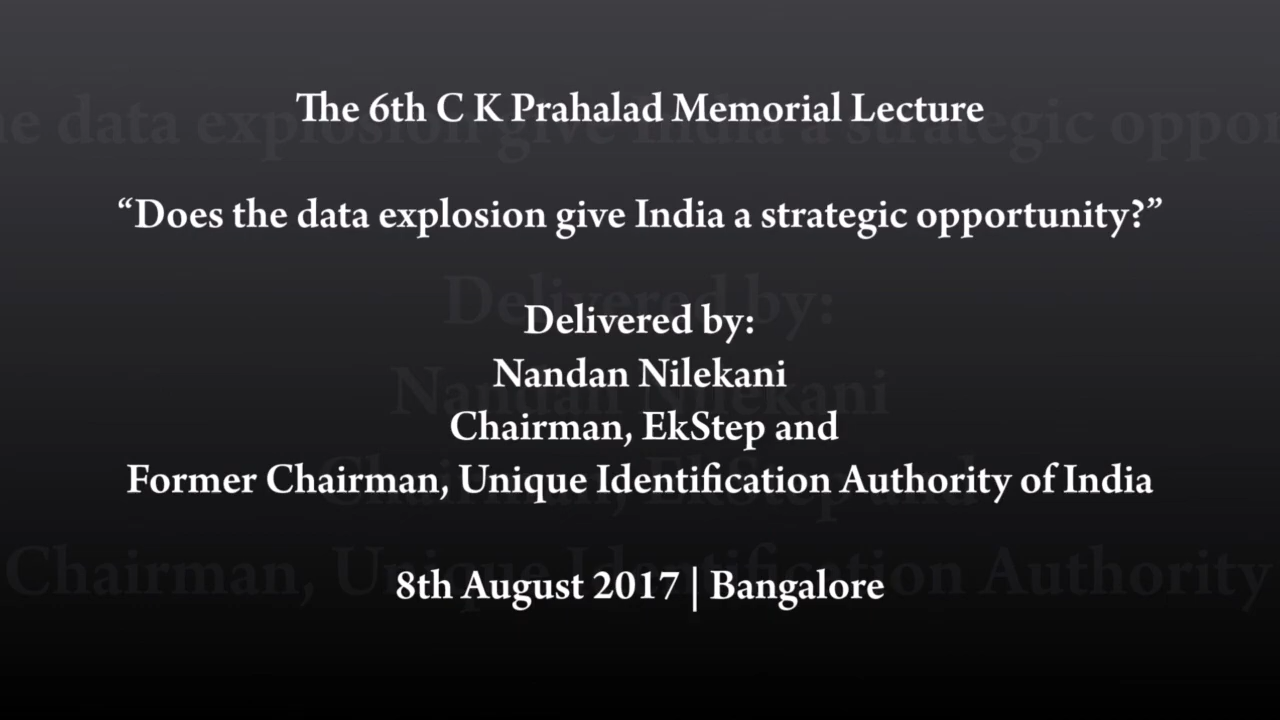 The 6th C K Prahalad Memorial Lecture
“Does the data explosion give India a strategic opportunity?”
Delivered by:
Nandan Nilekani
Chairman, EkStep and
Former Chairman, Unique Identification Authority of India
8th August 2017 | Bangalore